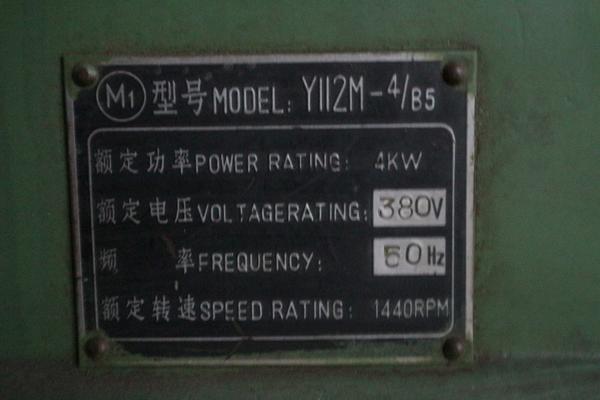 M1 型号 MODEL: Y112M-4/B5
额定功率 POWER RATING: 4KW
额定电压 VOLTAGERATING: 380V
频 率 FREQUENCY: 50Hz
额定转速 SPEED RATING: 1440RPM